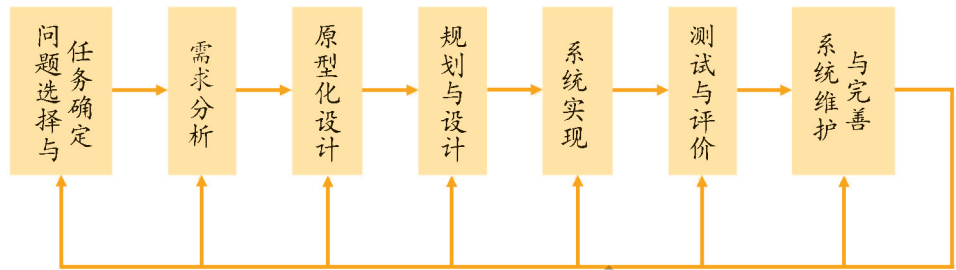 问题选择与
任务确定
需求分析
原型化设计
规划与设计
系统实现
测试与评价
系统维护
与完善